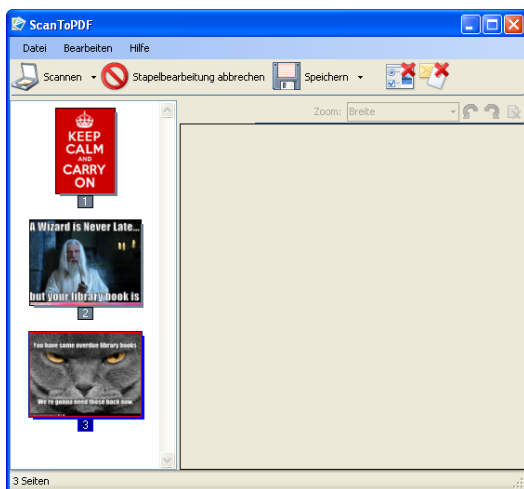 ScanToPDF
Datei Bearbeiten Hilfe
Scannen Stapelbearbeitung abbrechen Speichern
Zoom: Breite
KEEP
CALM
AND
CARRY
ON
1
A Wizard is Never Late...
but your library book is
2
You have some overdue library books
We're gonna need those back now.
3
3 Seiten